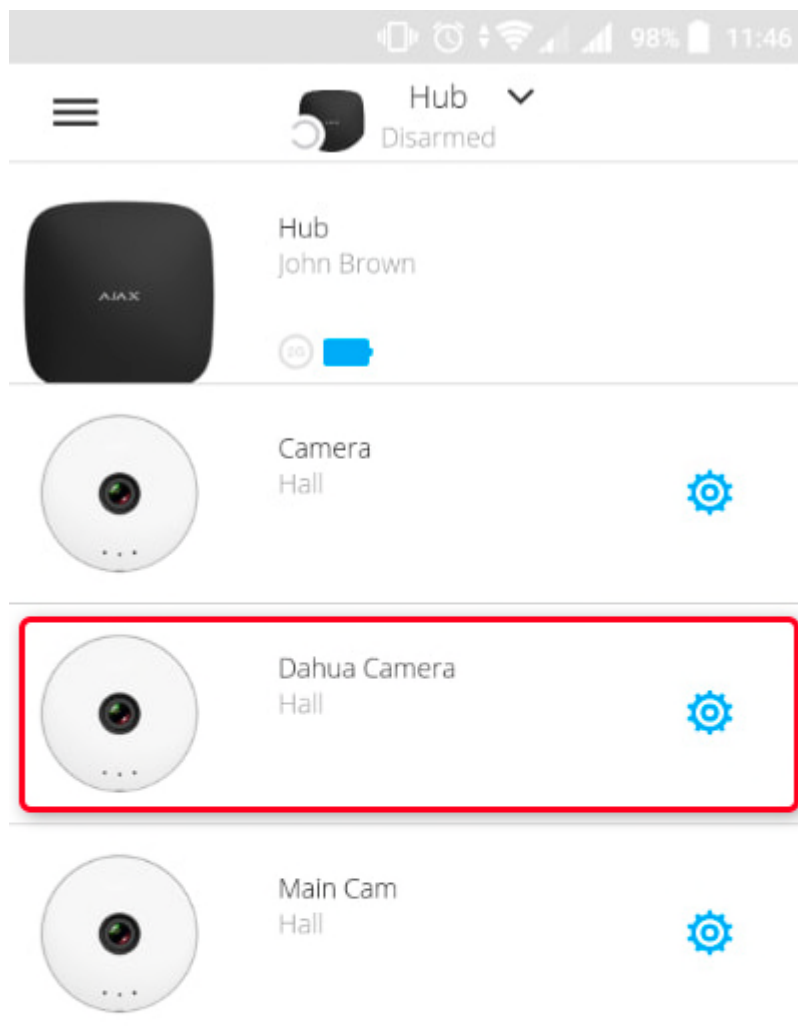 98% 11:46
Hub
Disarmed
Hub
John Brown
AJAX
2G
Camera
Hall
Dahua Camera
Hall
Main Cam
Hall